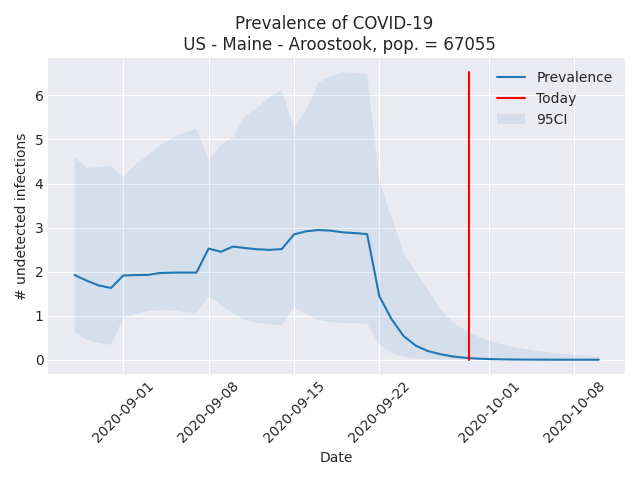 Prevalence of COVID-19
US - Maine - Aroostook, pop. = 67055
Prevalence
Today
95CI
# undetected infections
6
5
4
3
2
1
0
2020-09-01
2020-09-08
2020-09-15
2020-09-22
2020-10-01
2020-10-08
Date